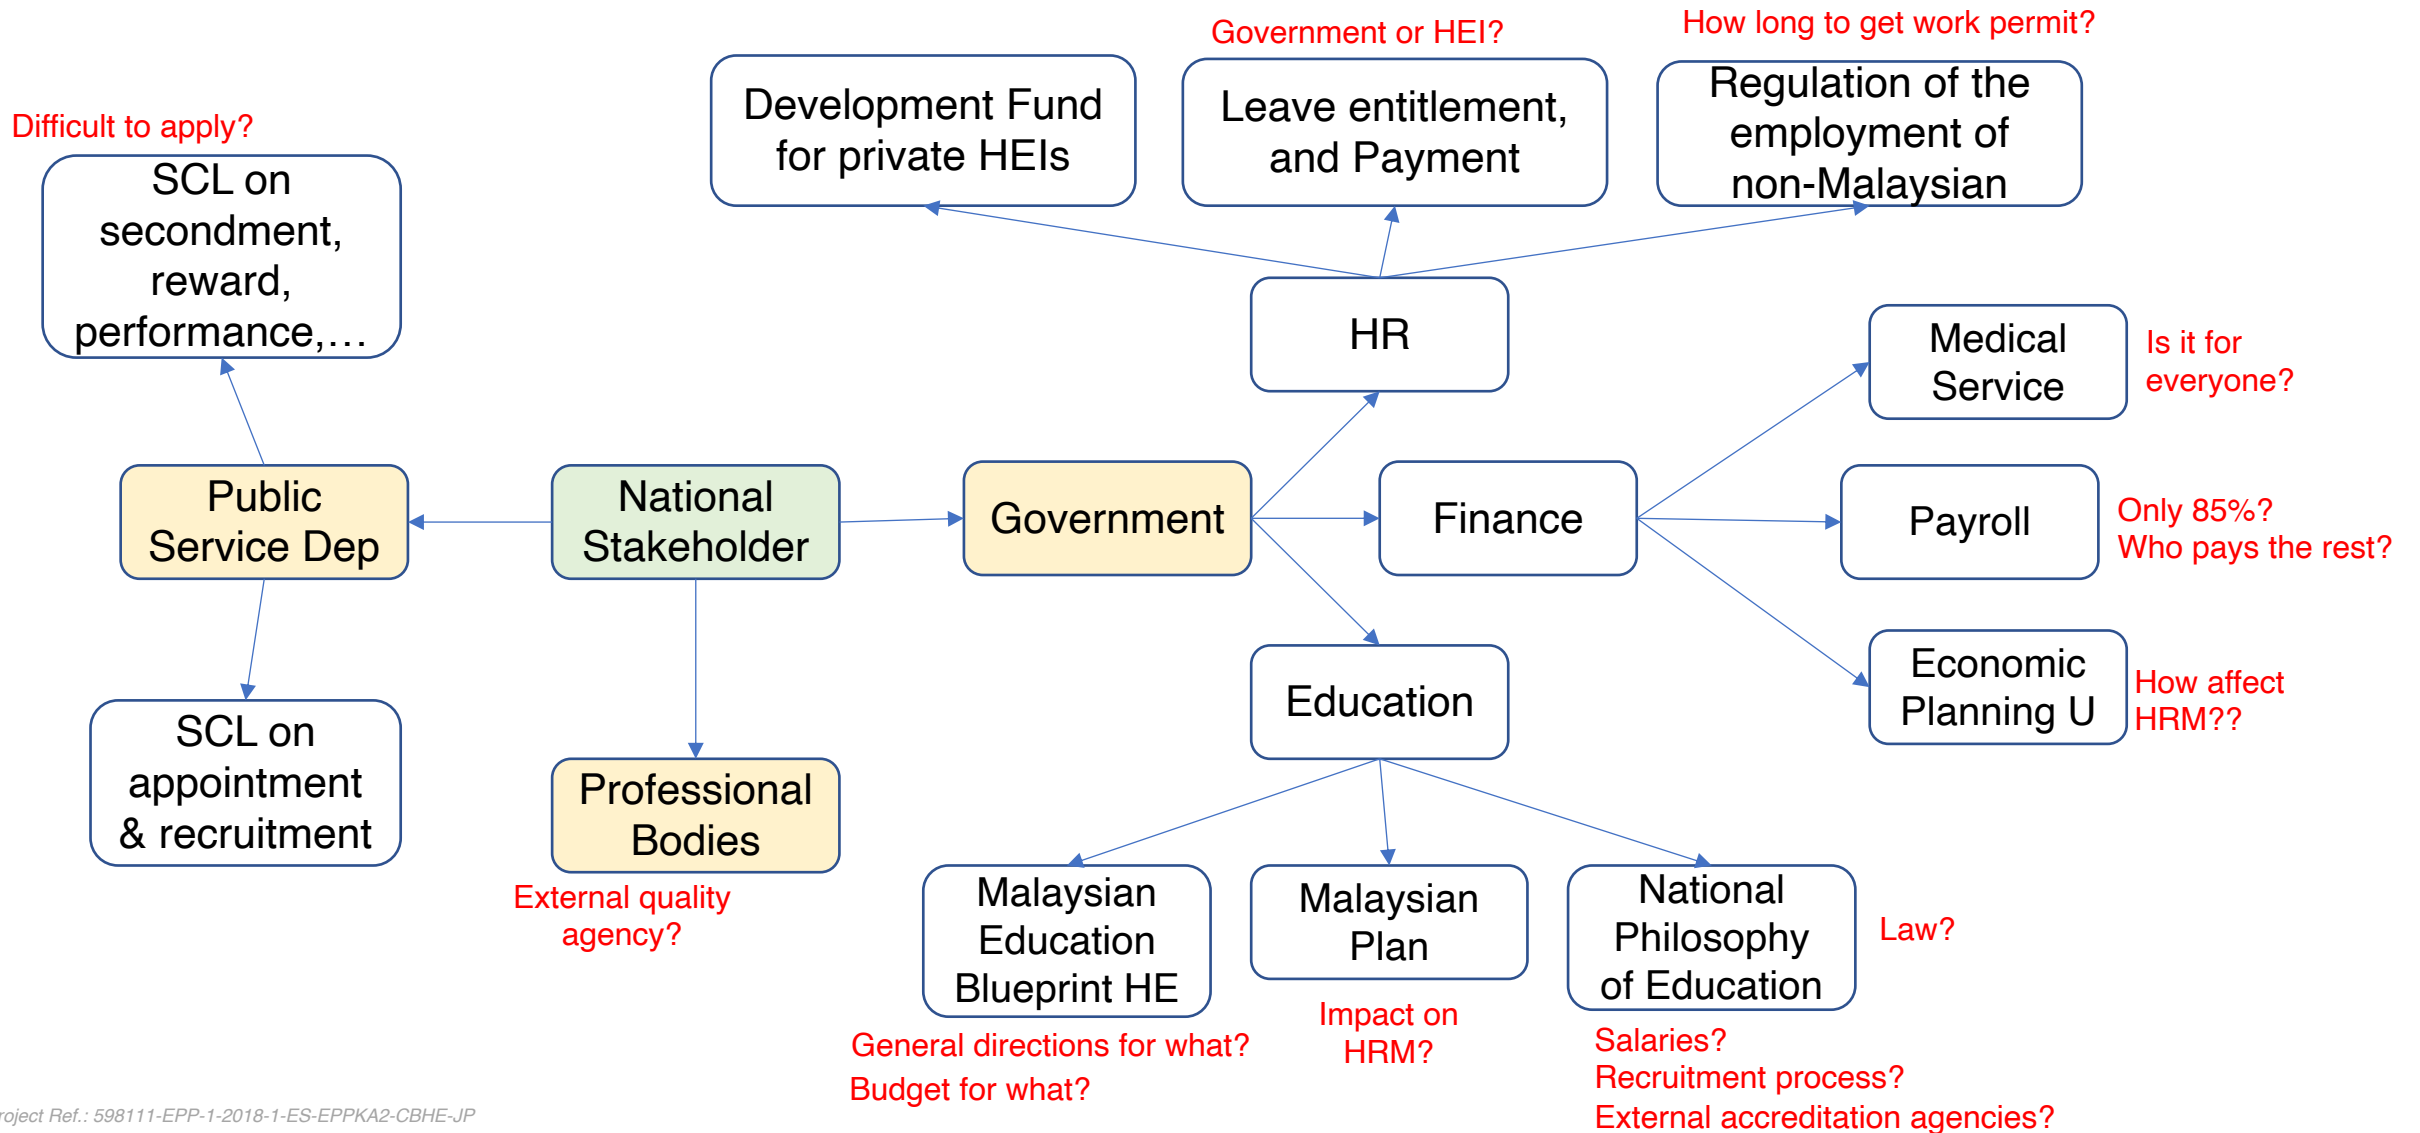 Government or HEI?
How long to get work permit?
Development Fund
for private HEIs
Leave entitlement,
and Payment
Regulation of the
employment of
non-Malaysian
Difficult to apply?
SCL on
secondment,
reward,
performance,...
HR
Medical
Service
Is it for
everyone?
Public
Service Dep
National
Stakeholder
Government
Finance
Payroll
Only 85%?
Who pays the rest?
Education
Economic
Planning U
How affect
HRM??
SCL on
appointment
& recruitment
Professional
Bodies
External quality
agency?
Malaysian
Education
Blueprint HE
General directions for what?
Budget for what?
Malaysian
Plan
Impact on
HRM?
National
Philosophy
of Education
Law?
Salaries?
Recruitment process?
External accreditation agencies?
roject Ref.: 598111-EPP-1-2018-1-ES-EPPKA2-CBHE-JP